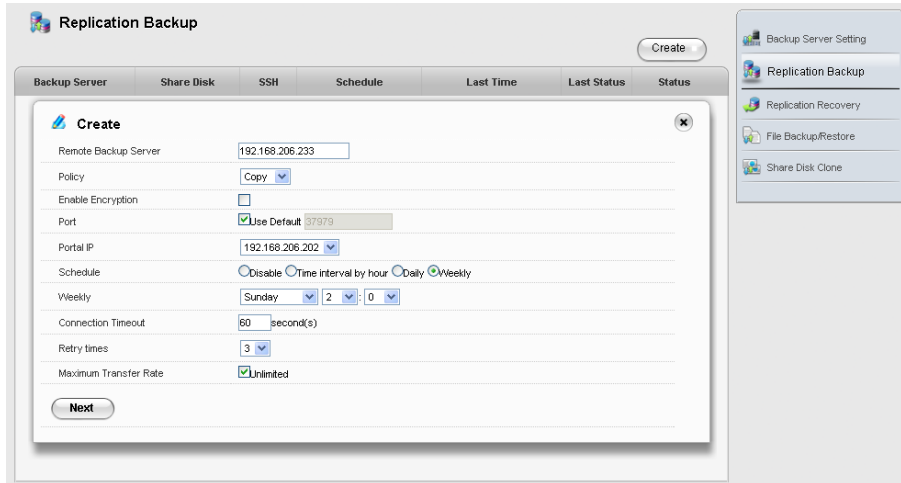 Replication Backup
Create
Backup Server Share Disk SSH Schedule Last Time Last Status Status
Create
Remote Backup Server 192.168.206.233
Policy Copy
Enable Encryption
Port Use Default 37979
Portal IP 192.168.206.202
Schedule Disable Time interval by hour Daily Weekly
Weekly Sunday 2 : 0
Connection Timeout 60 second(s)
Retry times 3
Maximum Transfer Rate Unlimited
Next
Backup Server Setting
Replication Backup
Replication Recovery
File Backup/Restore
Share Disk Clone